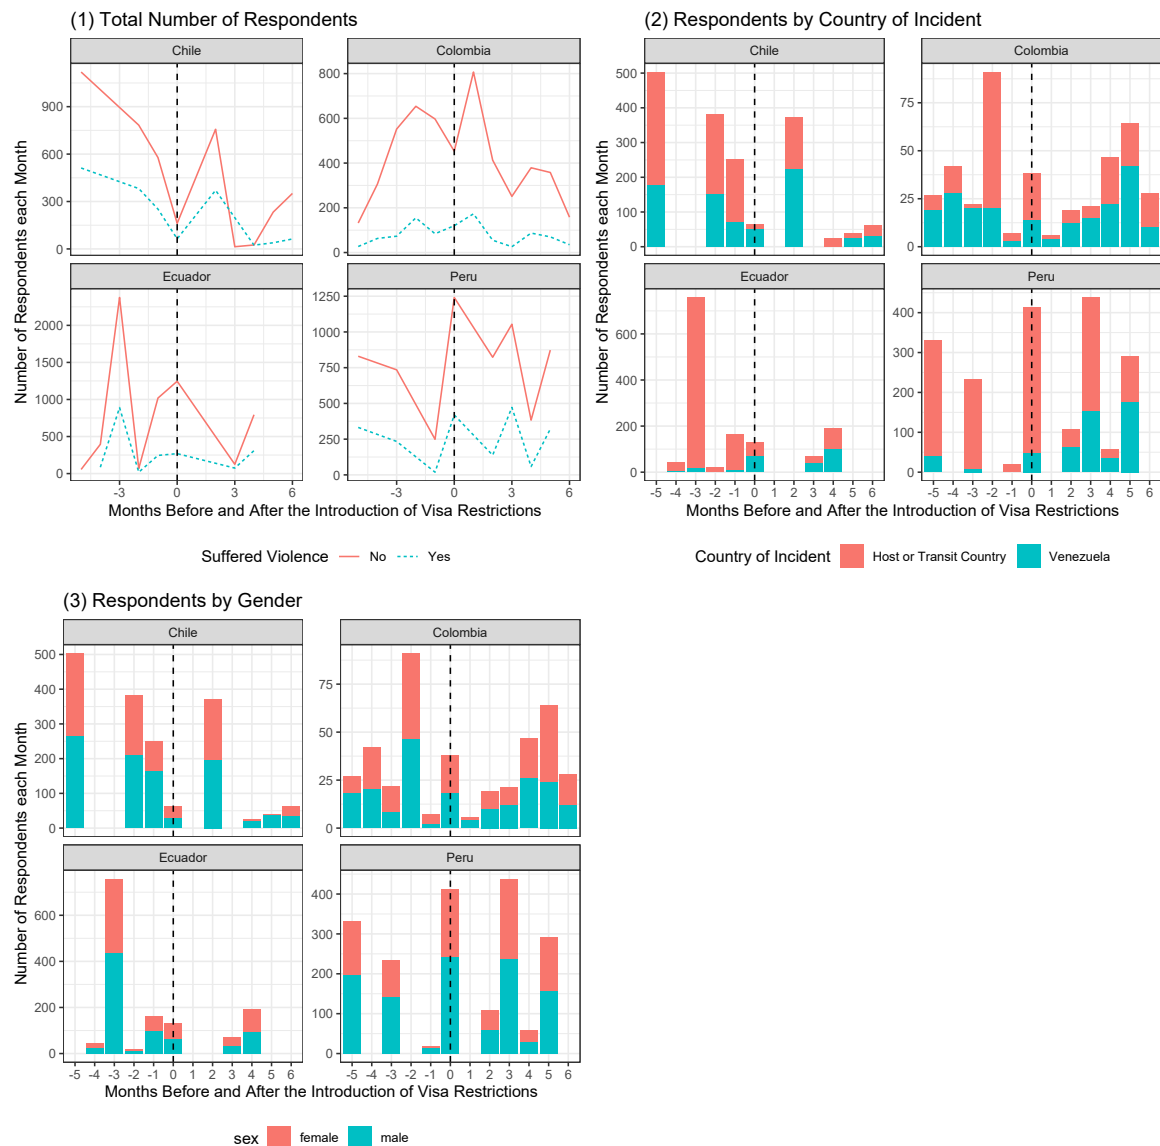 (1) Total Number of Respondents
Chile
Colombia
900
600
300
0
800
600
400
200
0
Ecuador
Peru
2000
1500
1000
500
0
1250
1000
750
500
250
0
-3 0 3 6
-3 0 3 6
Number of Respondents each Month
Months Before and After the Introduction of Visa Restrictions
Suffered Violence No Yes
(2) Respondents by Country of Incident
Chile
Colombia
500
400
300
200
100
0
75
50
25
0
Ecuador
Peru
600
400
200
0
400
300
200
100
0
-5 -4 -3 -2 -1 0 1 2 3 4 5 6
-5 -4 -3 -2 -1 0 1 2 3 4 5 6
Number of Respondents each Month
Months Before and After the Introduction of Visa Restrictions
Country of Incident Host or Transit Country Venezuela
(3) Respondents by Gender
Chile
Colombia
500
400
300
200
100
0
75
50
25
0
Ecuador
Peru
600
400
200
0
400
300
200
100
0
-5 -4 -3 -2 -1 0 1 2 3 4 5 6
-5 -4 -3 -2 -1 0 1 2 3 4 5 6
Number of Respondents each Month
Months Before and After the Introduction of Visa Restrictions
sex female male